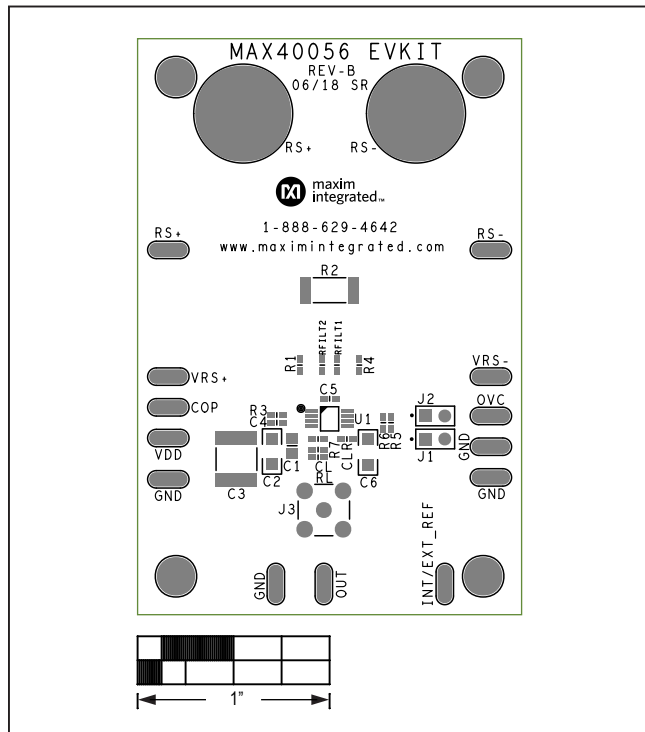 MAX40056 EVKIT
REV-B
06/18 SR
RS+
RS-
maxim
integrated™
1-888-629-4642
www.maximintegrated.com
RS+
RS-
R2
RFILT2
RFILT1
R1
R4
VRS+
VRS-
C5
J2
COP
OVC
R3
C4
U1
R6
R5
VDD
J1
GND
C1
R7
CLR
CL
RL
C2
C6
C3
GND
GND
J3
GND
OUT
INT/EXT_REF
1"